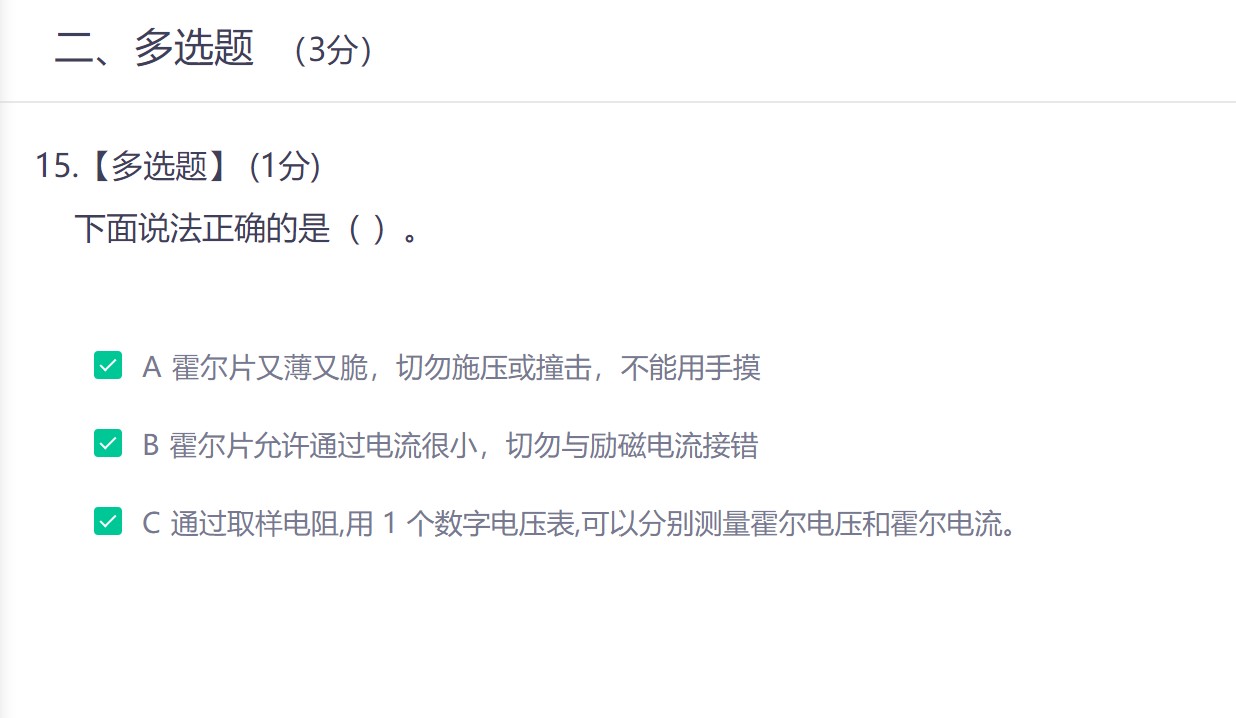 二、多选题 （3分）
15.【多选题】 (1分)
下面说法正确的是（ ）。
A 霍尔片又薄又脆，切勿施压或撞击，不能用手摸
B 霍尔片允许通过电流很小，切勿与励磁电流接错
C 通过取样电阻,用 1 个数字电压表,可以分别测量霍尔电压和霍尔电流。